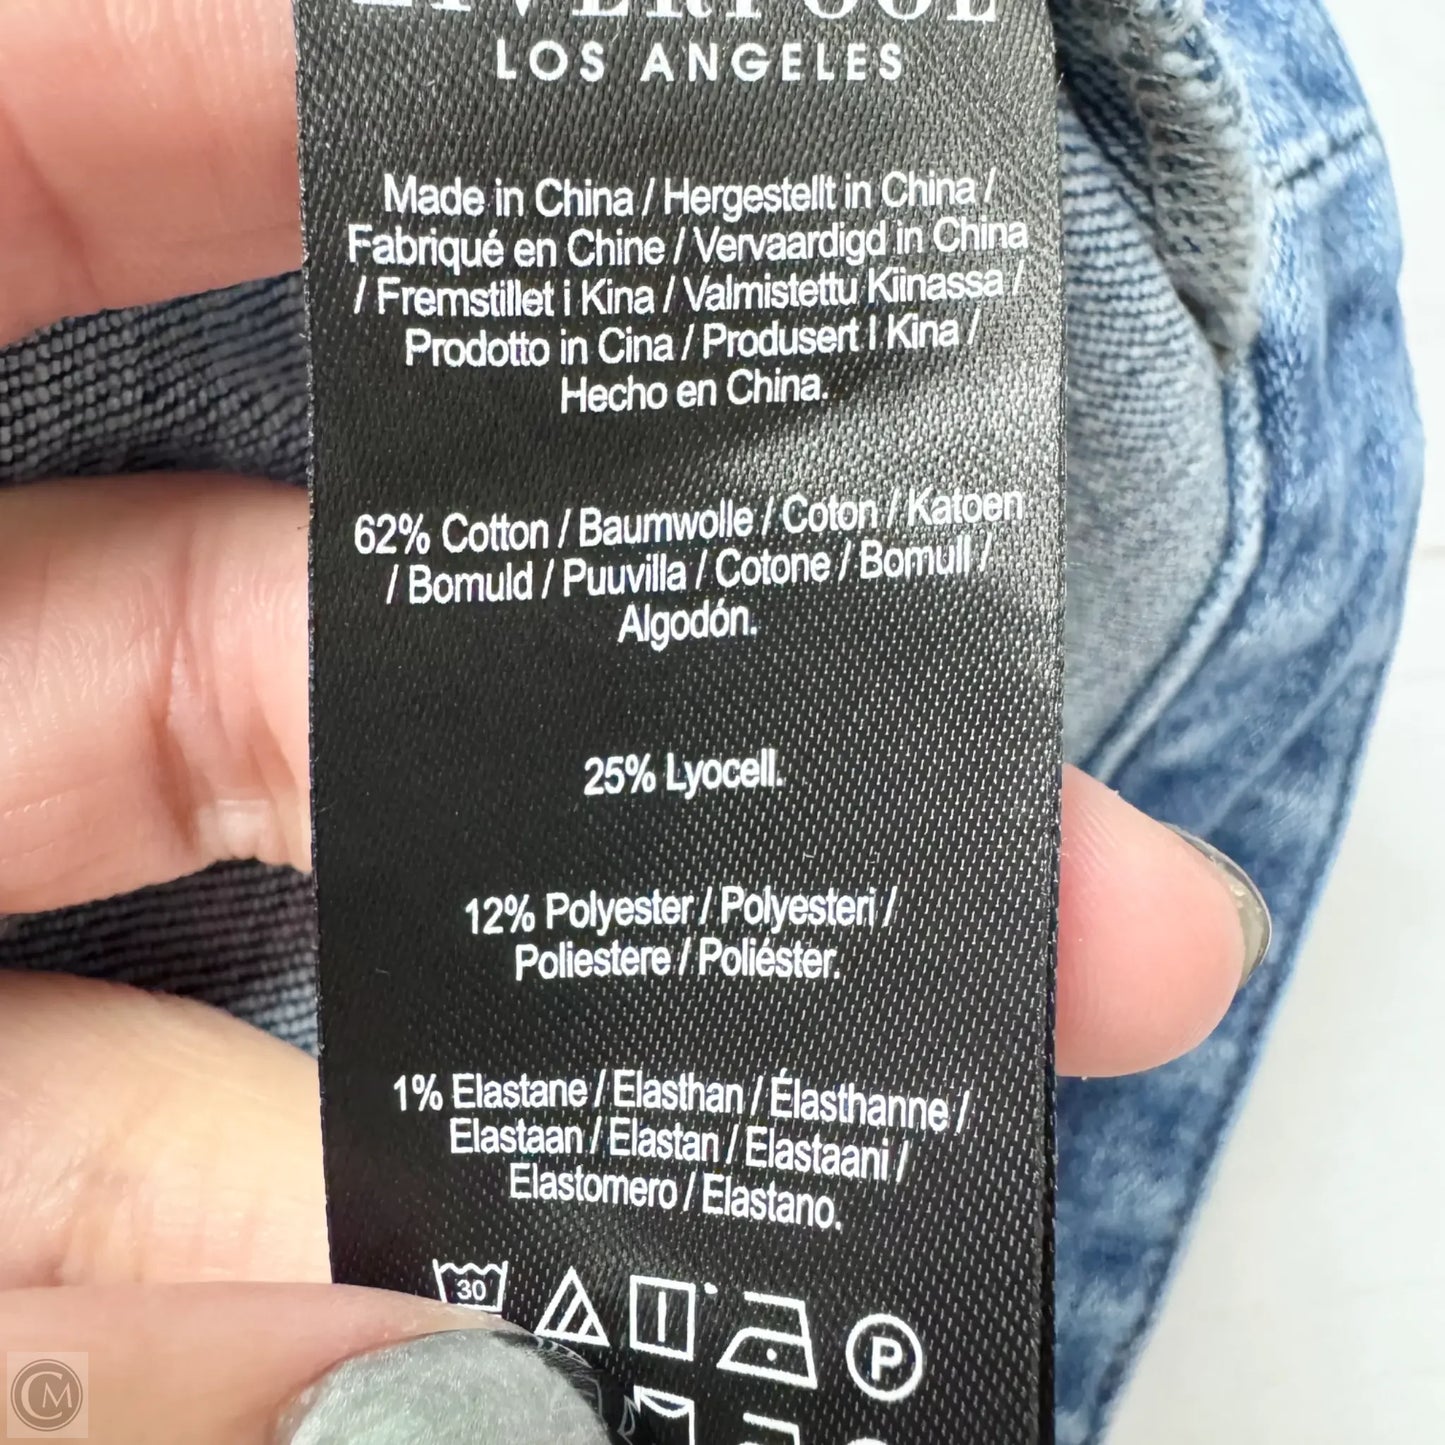 LIVERPOOL
LOS ANGELES
Made in China / Hergestellt in China /
Fabriqué en Chine / Vervaardigd in China
/ Fremstillet i Kina / Valmistettu Kiinassa /
Prodotto in Cina / Produsert I Kina /
Hecho en China.
62% Cotton / Baumwolle / Coton / Katoen
/ Bomuld / Puuvilla / Cotone / Bomull /
Algodón.
25% Lyocell.
12% Polyester / Polyesteri /
Poliestere / Poliéster.
1% Elastane / Elasthan / Élasthanne /
Elastaan / Elastan / Elastaani /
Elastomero / Elastano.
30
P
CM